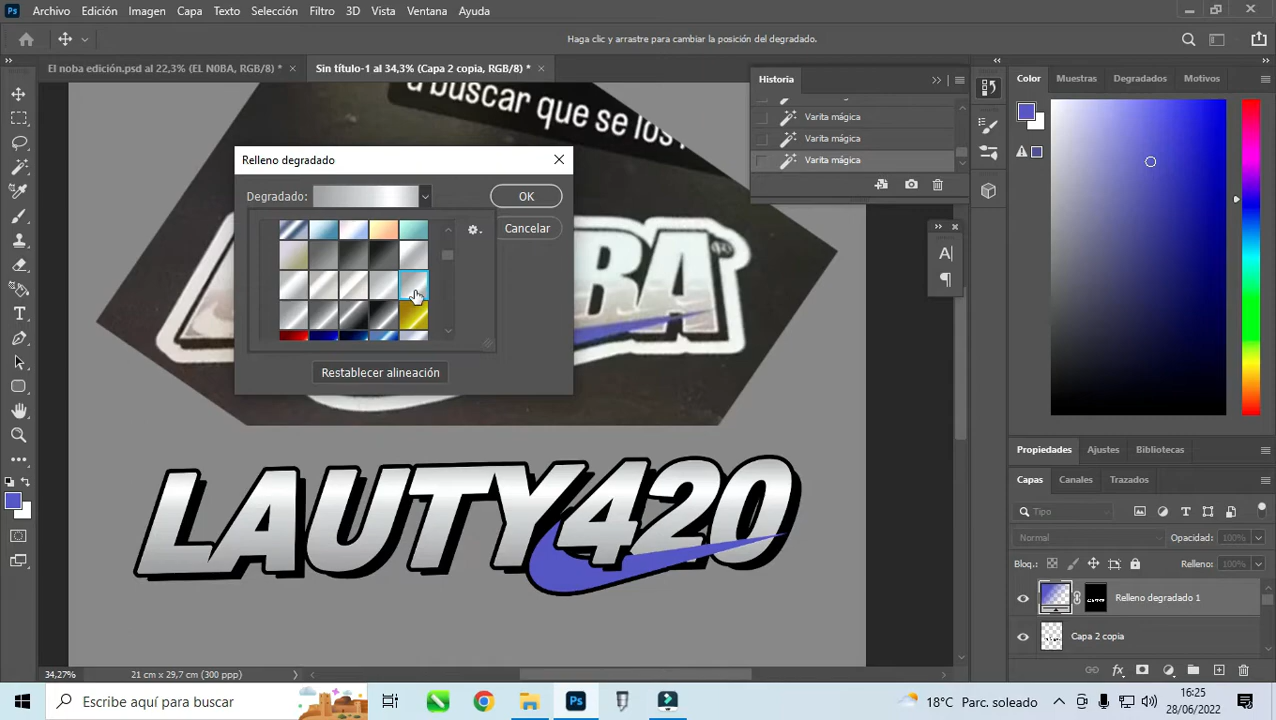 Ps Archivo Edición Imagen Capa Texto Selección Filtro 3D Vista Ventana Ayuda
Haga clic y arrastre para cambiar la posición del degradado.
El noba edición.psd al 22,3% (EL N0BA, RGB/8) * × Sin título-1 al 34,3% (Capa 2 copia, RGB/8) * ×
Historia
Varita mágica
Varita mágica
Varita mágica
Color Muestras Degradados Motivos
a buscar que se los
Relleno degradado
Degradado:
OK
Cancelar
Restablecer alineación
BA
LAUTY420
Propiedades Ajustes Bibliotecas
Capas Canales Trazados
Tipo
Normal Opacidad: 100%
Bloq.: Relleno: 100%
Relleno degradado 1
Capa 2 copia
34,27% 21 cm x 29,7 cm (300 ppp)
Escribe aquí para buscar
Ps
18°C Parc. soleado
16:25
28/06/2022